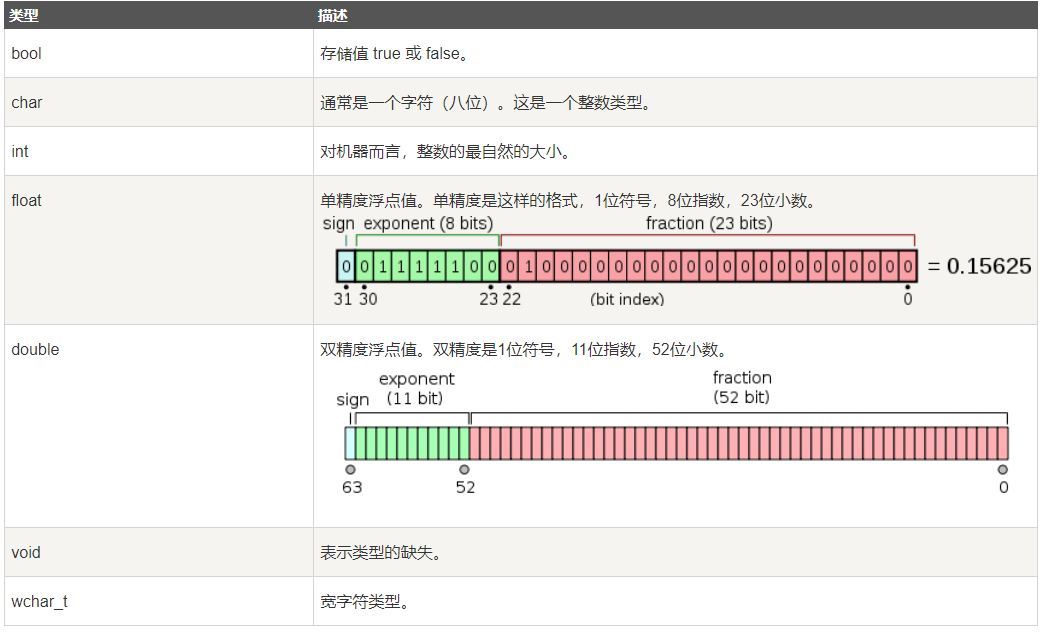 类型 描述
bool 存储值 true 或 false。
char 通常是一个字符（八位）。这是一个整数类型。
int 对机器而言，整数的最自然的大小。
float 单精度浮点值。单精度是这样的格式，1位符号，8位指数，23位小数。
sign exponent (8 bits) fraction (23 bits)
0 0 1 1 1 1 1 0 0 0 1 0 0 0 0 0 0 0 0 0 0 0 0 0 0 0 0 0 0 0 0 0 = 0.15625
31 30 23 22 (bit index) 0
double 双精度浮点值。双精度是1位符号，11位指数，52位小数。
exponent fraction
sign (11 bit) (52 bit)
63 52 0
void 表示类型的缺失。
wchar_t 宽字符类型。